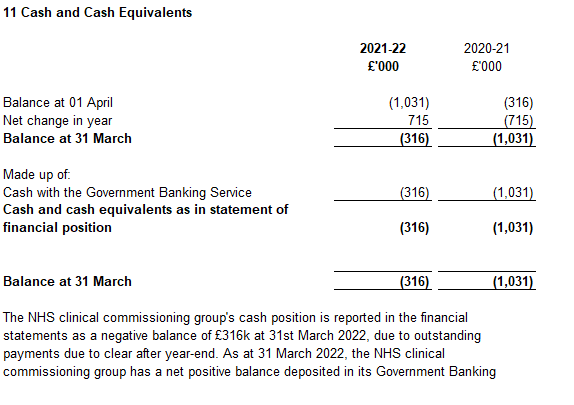 11 Cash and Cash Equivalents
2021-22 2020-21
£'000 £'000
Balance at 01 April (1,031) (316)
Net change in year 715 (715)
Balance at 31 March (316) (1,031)
Made up of:
Cash with the Government Banking Service (316) (1,031)
Cash and cash equivalents as in statement of
financial position (316) (1,031)
Balance at 31 March (316) (1,031)
The NHS clinical commissioning group's cash position is reported in the financial
statements as a negative balance of £316k at 31st March 2022, due to outstanding
payments due to clear after year-end. As at 31 March 2022, the NHS clinical
commissioning group has a net positive balance deposited in its Government Banking